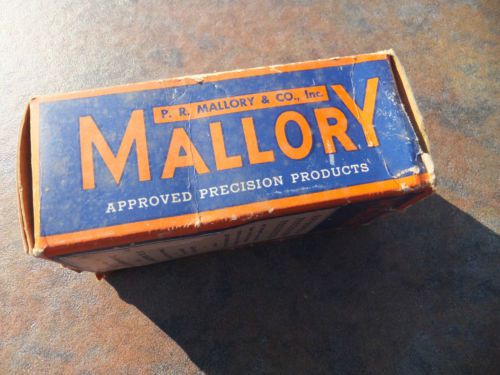 P. R. MALLORY & CO., Inc.
MALLORY
APPROVED PRECISION PRODUCTS